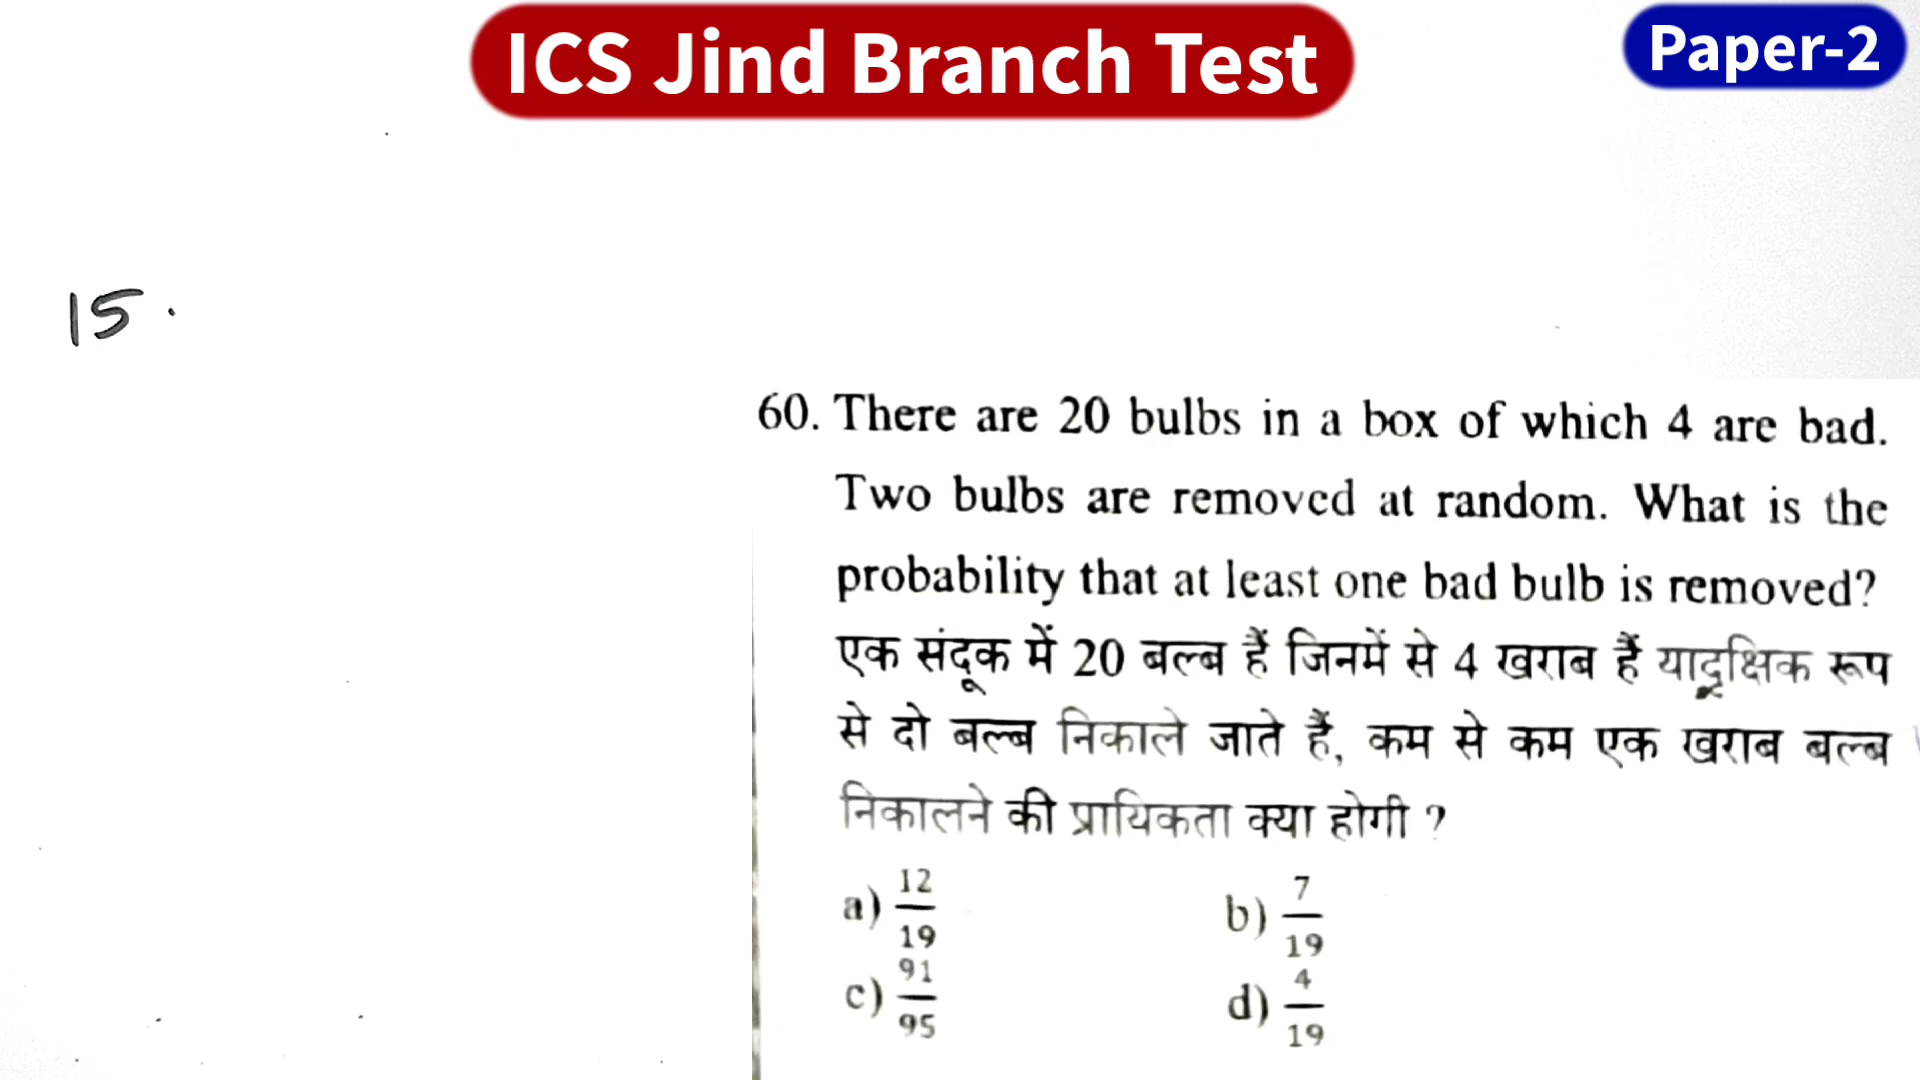 ICS Jind Branch Test
Paper-2
15.
60. There are 20 bulbs in a box of which 4 are bad.
Two bulbs are removed at random. What is the
probability that at least one bad bulb is removed?
एक संदूक में 20 बल्ब हैं जिनमें से 4 खराब हैं यादृक्षिक रूप
से दो बल्ब निकाले जाते हैं, कम से कम एक खराब बल्ब
निकालने की प्रायिकता क्या होगी ?
a) 12/19 b) 7/19
c) 91/95 d) 4/19